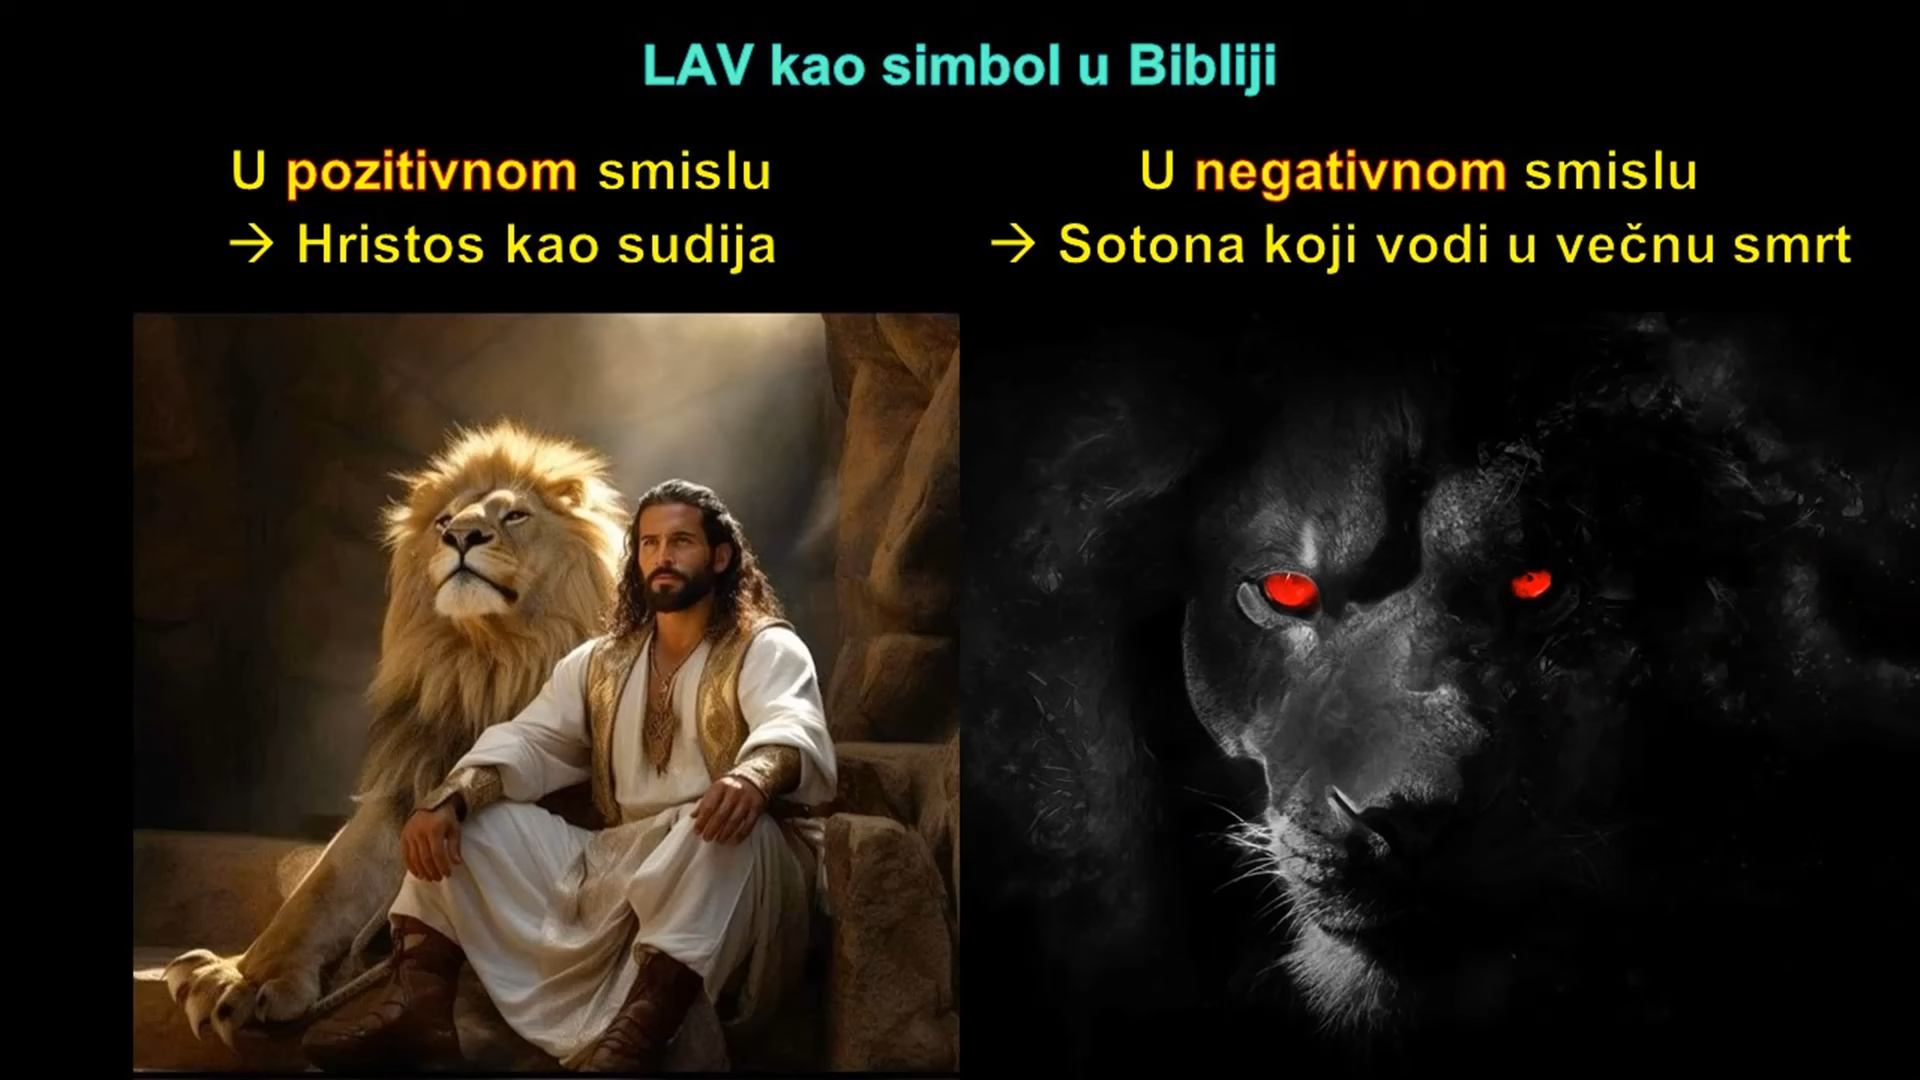 LAV kao simbol u Bibliji
U pozitivnom smislu
→ Hristos kao sudija
U negativnom smislu
→ Sotona koji vodi u večnu smrt